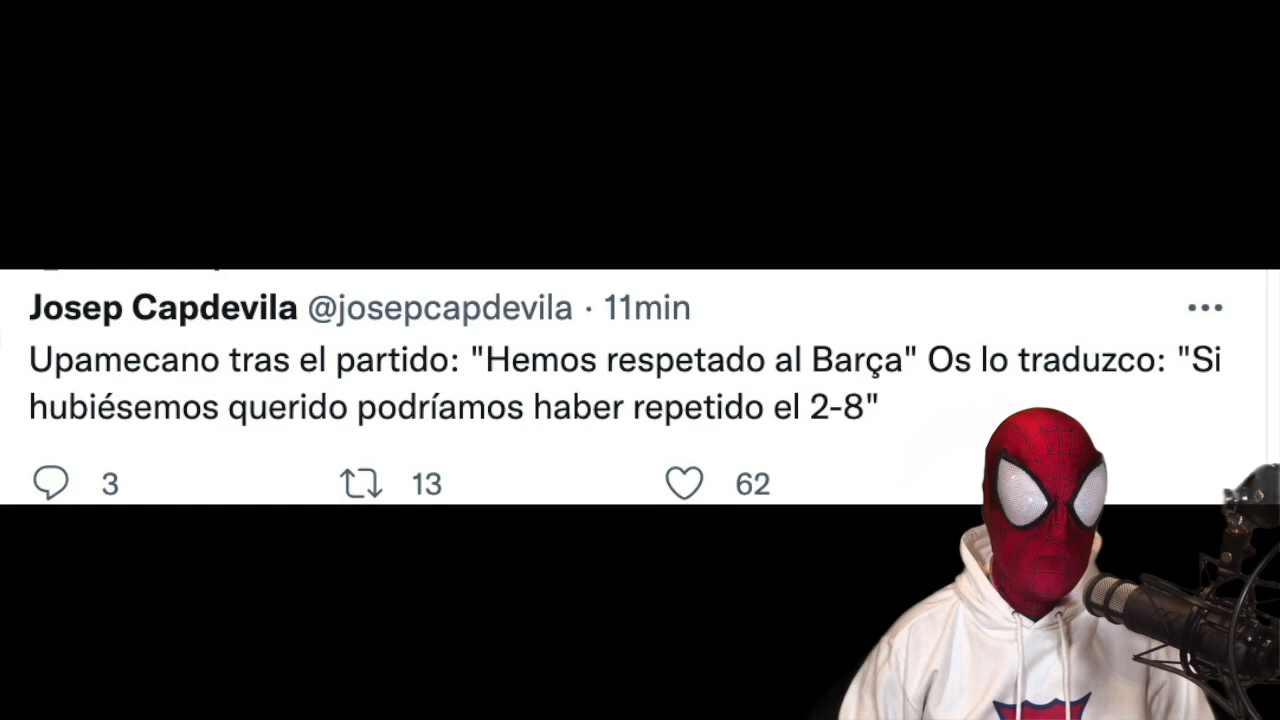 Josep Capdevila @josepcapdevila · 11min
Upamecano tras el partido: "Hemos respetado al Barça" Os lo traduzco: "Si
hubiésemos querido podríamos haber repetido el 2-8"
3 13 62